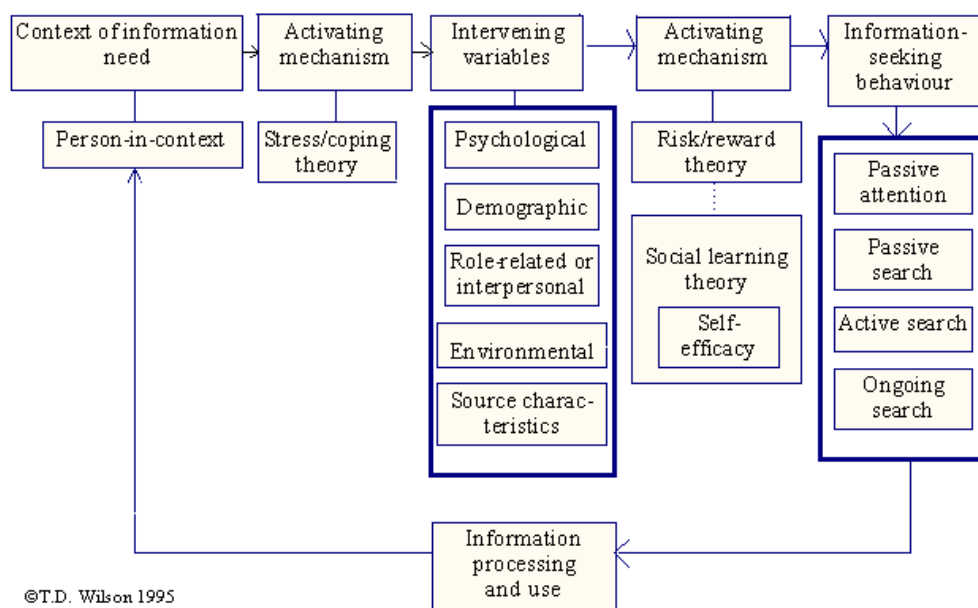 Context of information
need
Activating
mechanism
Intervening
variables
Activating
mechanism
Information-
seeking
behaviour
Person-in-context
Stress/coping
theory
Psychological
Demographic
Role-related or
interpersonal
Environmental
Source charac-
teristics
Risk/reward
theory
Social learning
theory
Self-
efficacy
Passive
attention
Passive
search
Active search
Ongoing
search
Information
processing
and use
©T.D. Wilson 1995